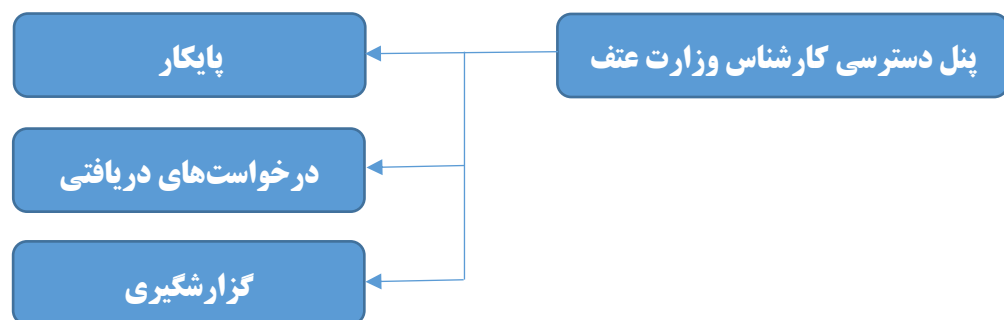 پنل دسترسی کارشناس وزارت عتف
پایکار
درخواست‌های دریافتی
گزارشگیری